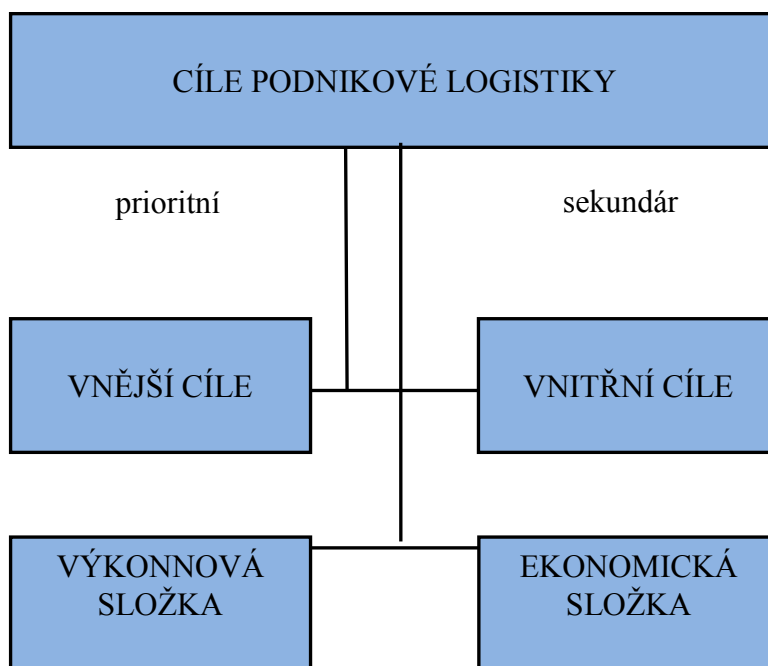 CÍLE PODNIKOVÉ LOGISTIKY
prioritní
sekundár
VNĚJŠÍ CÍLE
VNITŘNÍ CÍLE
VÝKONNOVÁ
SLOŽKA
EKONOMICKÁ
SLOŽKA